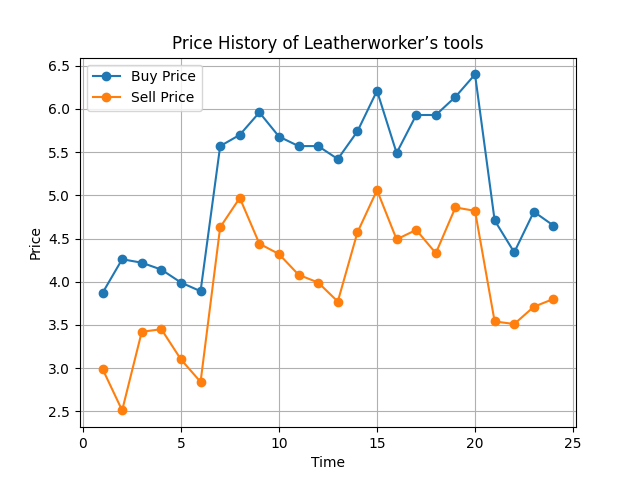 Price History of Leatherworker’s tools
Buy Price
Sell Price
6.5
6.0
5.5
5.0
4.5
4.0
3.5
3.0
2.5
Price
0 5 10 15 20 25
Time